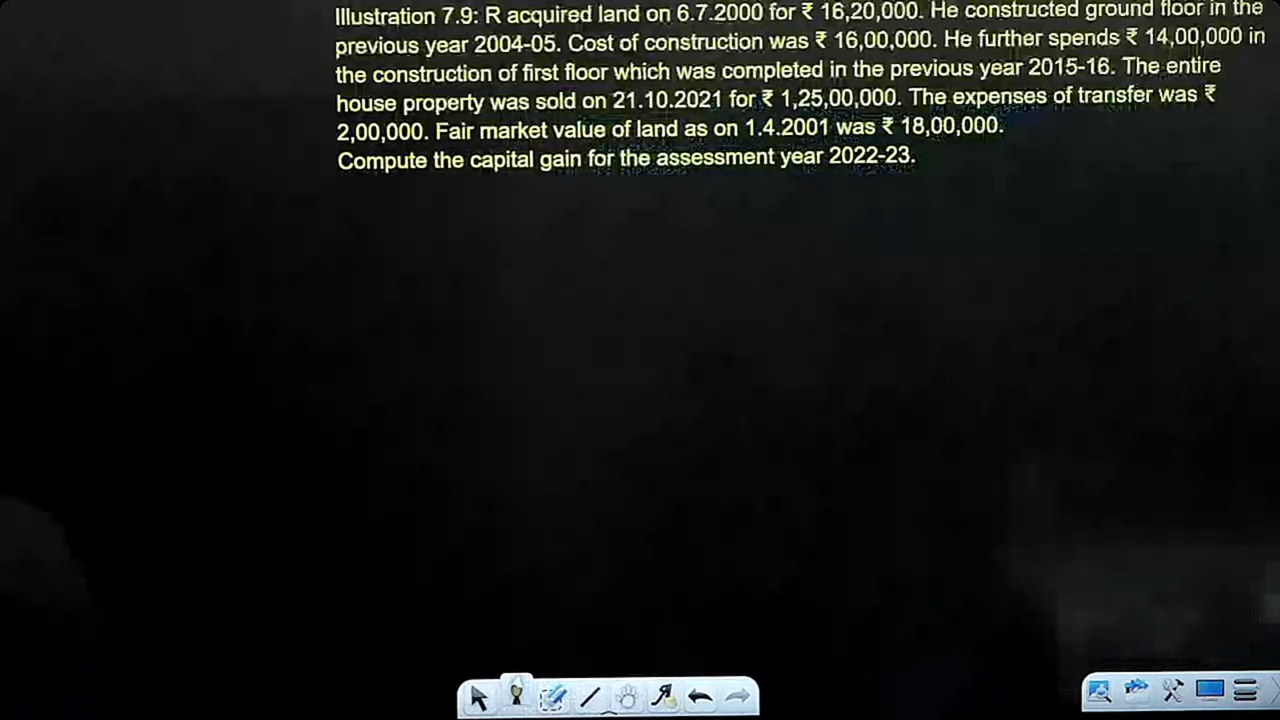 Illustration 7.9: R acquired land on 6.7.2000 for ₹ 16,20,000. He constructed ground floor in the
previous year 2004-05. Cost of construction was ₹ 16,00,000. He further spends ₹ 14,00,000 in
the construction of first floor which was completed in the previous year 2015-16. The entire
house property was sold on 21.10.2021 for ₹ 1,25,00,000. The expenses of transfer was ₹
2,00,000. Fair market value of land as on 1.4.2001 was ₹ 18,00,000.
Compute the capital gain for the assessment year 2022-23.